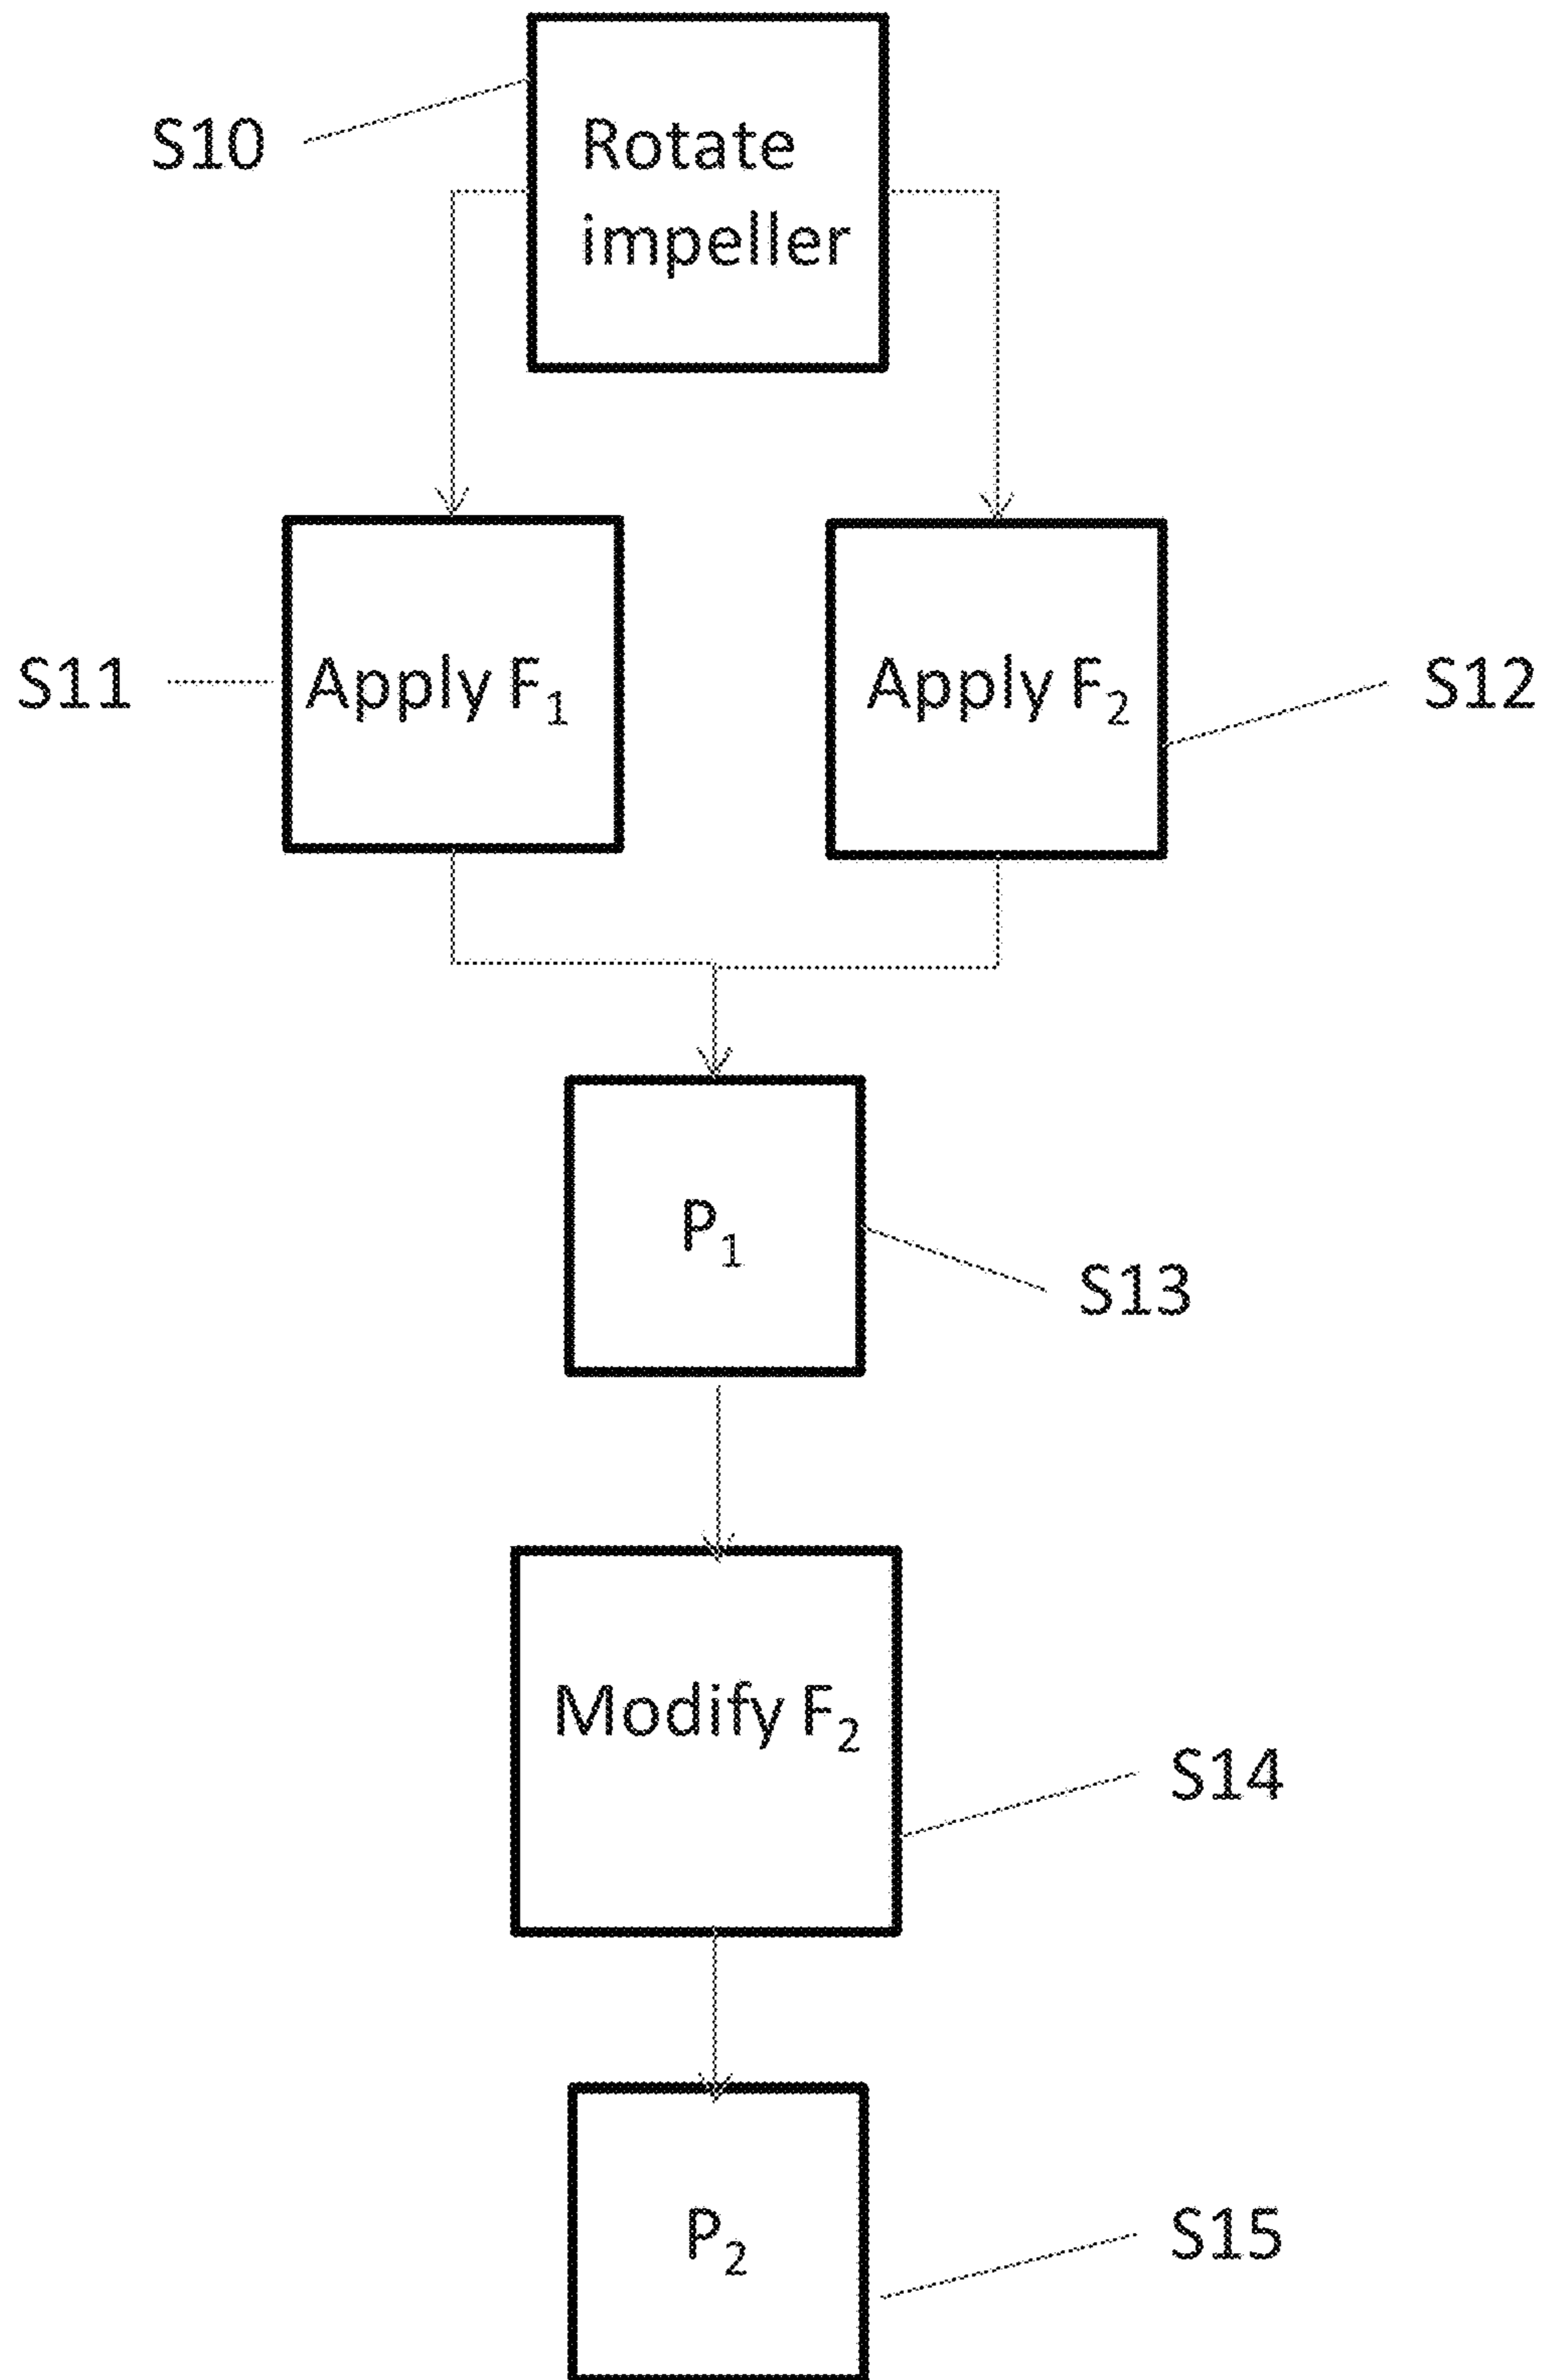 S10
Rotate
impeller
S11
Apply F₁
Apply F₂
S12
P₁
S13
Modify F₂
S14
P₂
S15